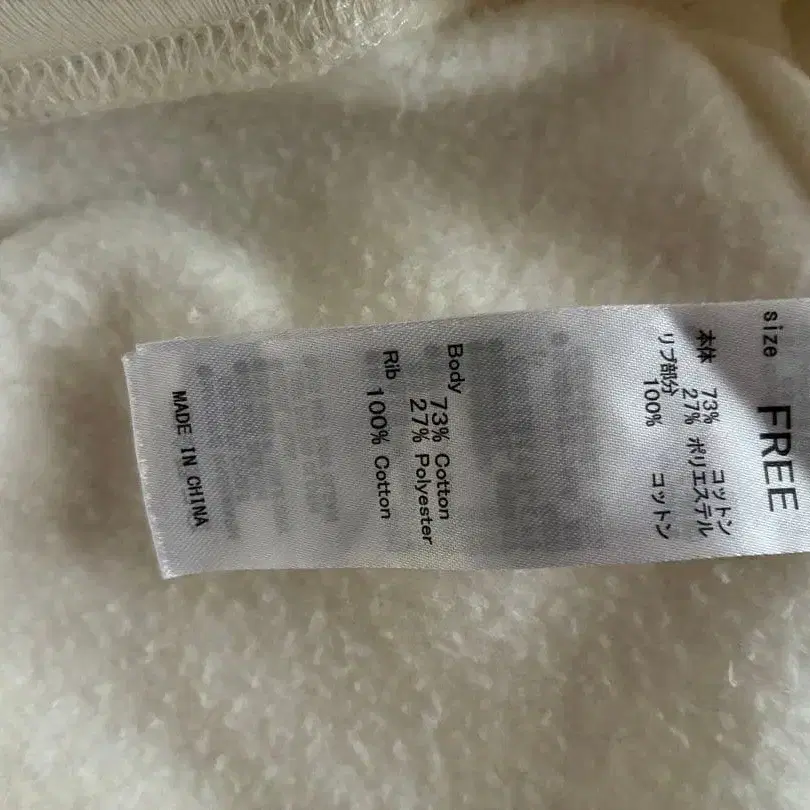 size FREE
本体 73% コットン
27% ポリエステル
リブ部分
100% コットン
Body
73% Cotton
27% Polyester
Rib
100% Cotton
MADE IN CHINA